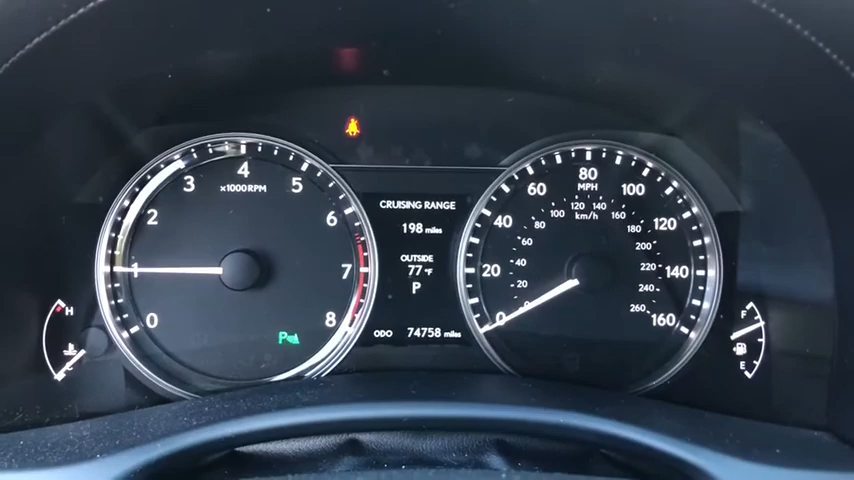 4
3
5
x1000RPM
2
6
1
7
0
8
P
H
C
CRUISING RANGE
198 miles
OUTSIDE
77 °F
P
ODO 74758 miles
80
MPH
60
100
40
120
20
140
0
160
120
140
100
160
km/h
80
180
60
200
40
220
20
240
0
260
F
E